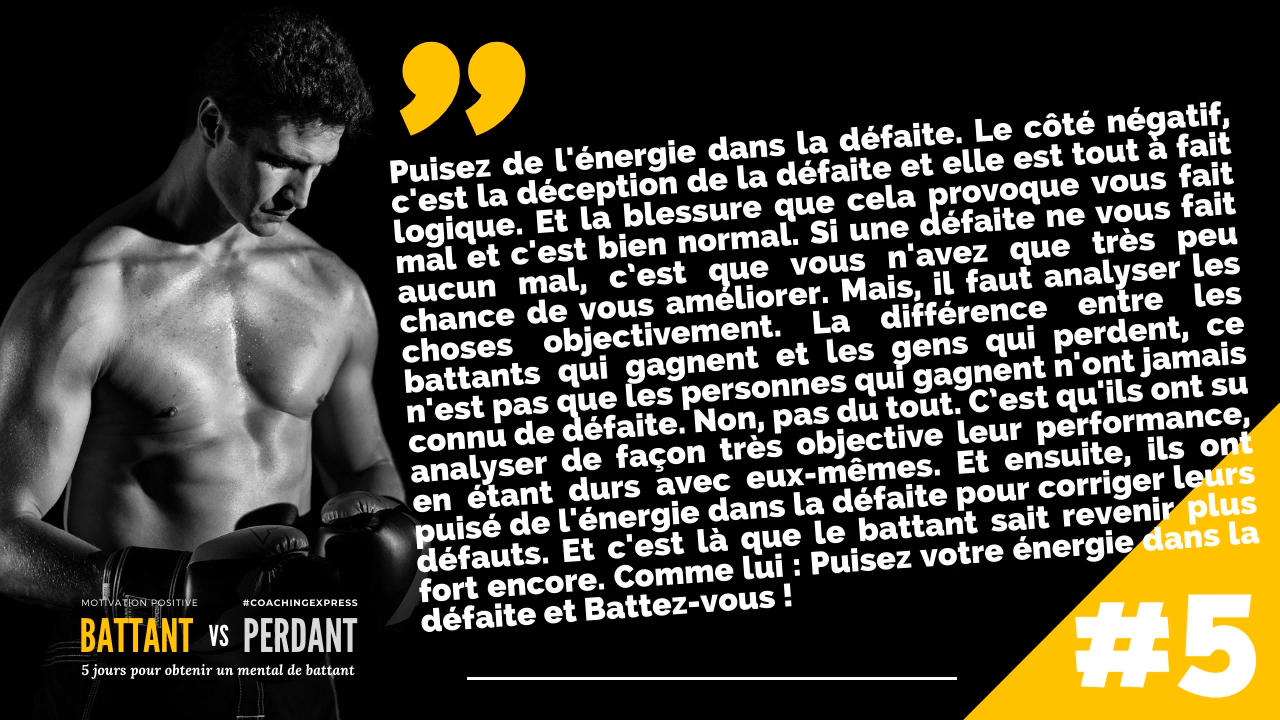 ”
Puisez de l'énergie dans la défaite. Le côté négatif,
c'est la déception de la défaite et elle est tout à fait
logique. Et la blessure que cela provoque vous fait
mal et c'est bien normal. Si une défaite ne vous fait
aucun mal, c’est que vous n'avez que très peu
chance de vous améliorer. Mais, il faut analyser les
choses objectivement. La différence entre les
battants qui gagnent et les gens qui perdent, ce
n'est pas que les personnes qui gagnent n'ont jamais
connu de défaite. Non, pas du tout. C’est qu'ils ont su
analyser de façon très objective leur performance,
en étant durs avec eux-mêmes. Et ensuite, ils ont
puisé de l'énergie dans la défaite pour corriger leurs
défauts. Et c'est là que le battant sait revenir plus
fort encore. Comme lui : Puisez votre énergie dans la
défaite et Battez-vous !
MOTIVATION POSITIVE #COACHINGEXPRESS
BATTANT VS PERDANT
5 jours pour obtenir un mental de battant
#5